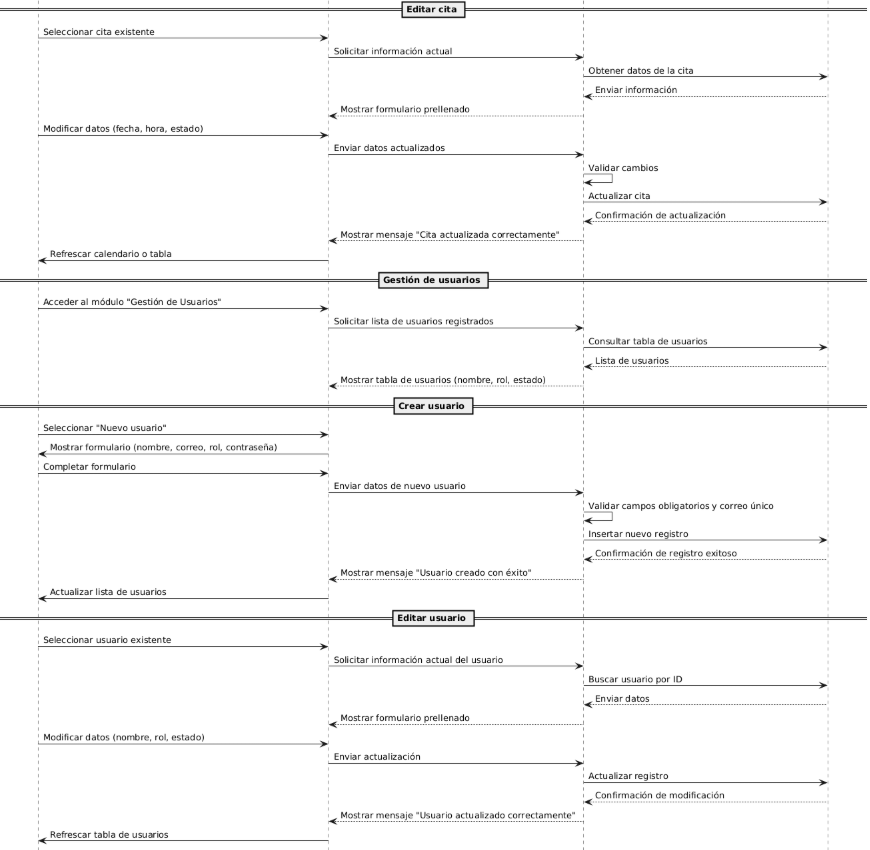 Editar cita
Seleccionar cita existente
Solicitar información actual
Obtener datos de la cita
Enviar información
Mostrar formulario prellenado
Modificar datos (fecha, hora, estado)
Enviar datos actualizados
Validar cambios
Actualizar cita
Confirmación de actualización
Mostrar mensaje "Cita actualizada correctamente"
Refrescar calendario o tabla
Gestión de usuarios
Acceder al módulo "Gestión de Usuarios"
Solicitar lista de usuarios registrados
Consultar tabla de usuarios
Lista de usuarios
Mostrar tabla de usuarios (nombre, rol, estado)
Crear usuario
Seleccionar "Nuevo usuario"
Mostrar formulario (nombre, correo, rol, contraseña)
Completar formulario
Enviar datos de nuevo usuario
Validar campos obligatorios y correo único
Insertar nuevo registro
Confirmación de registro exitoso
Mostrar mensaje "Usuario creado con éxito"
Actualizar lista de usuarios
Editar usuario
Seleccionar usuario existente
Solicitar información actual del usuario
Buscar usuario por ID
Enviar datos
Mostrar formulario prellenado
Modificar datos (nombre, rol, estado)
Enviar actualización
Actualizar registro
Confirmación de modificación
Mostrar mensaje "Usuario actualizado correctamente"
Refrescar tabla de usuarios